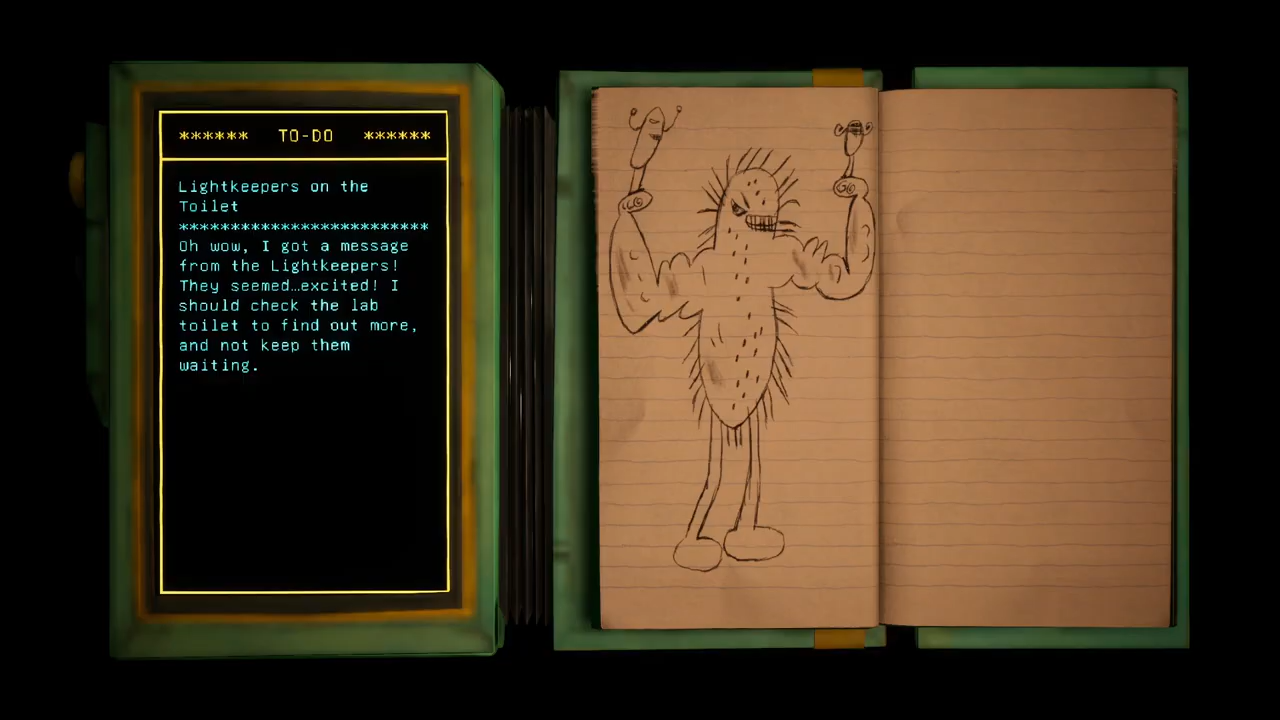 ****** TO-DO ******
Lightkeepers on the
Toilet
*************************
Oh wow, I got a message
from the Lightkeepers!
They seemed…excited! I
should check the lab
toilet to find out more,
and not keep them
waiting.